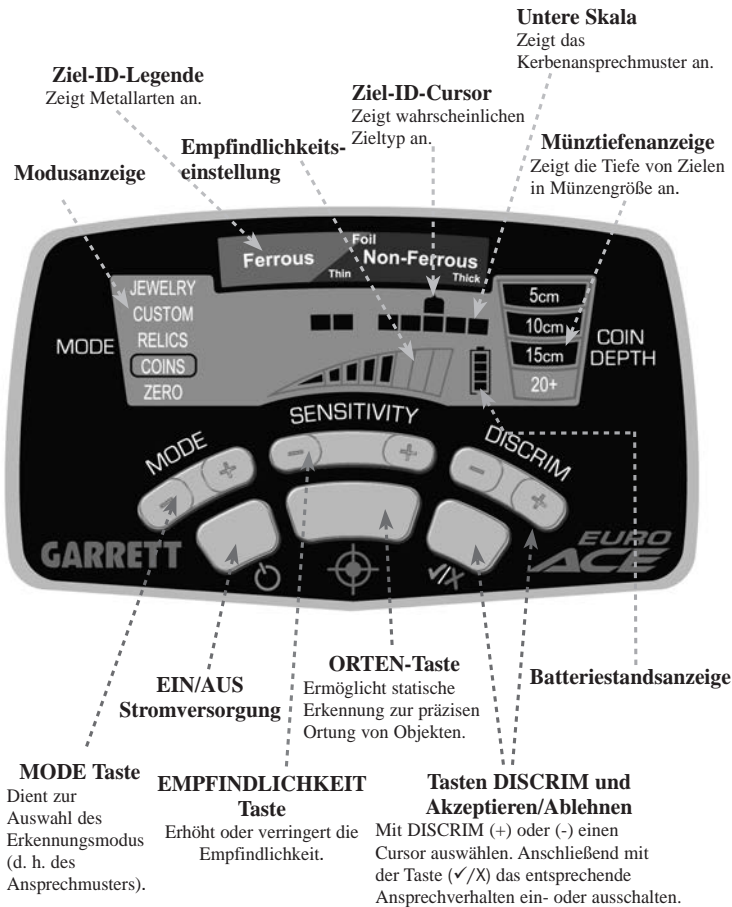 Untere Skala
Zeigt das
Kerbenansprechmuster an.
Ziel-ID-Legende
Zeigt Metallarten an.
Ziel-ID-Cursor
Zeigt wahrscheinlichen
Zieltyp an.
Empfindlichkeits-
einstellung
Münztiefenanzeige
Zeigt die Tiefe von Zielen
in Münzengröße an.
Modusanzeige
Ferrous
Foil
Non-Ferrous
Thin
Thick
MODE
JEWELRY
CUSTOM
RELICS
COINS
ZERO
5cm
10cm
15cm
20+
COIN
DEPTH
MODE
- +
SENSITIVITY
- +
DISCRIM
- +
GARRETT
✓/X
EURO
ACE
ORTEN-Taste
Ermöglicht statische
Erkennung zur präzisen
Ortung von Objekten.
Batteriestandsanzeige
EIN/AUS
Stromversorgung
MODE Taste
Dient zur
Auswahl des
Erkennungsmodus
(d. h. des
Ansprechmusters).
EMPFINDLICHKEIT
Taste
Erhöht oder verringert die
Empfindlichkeit.
Tasten DISCRIM und
Akzeptieren/Ablehnen
Mit DISCRIM (+) oder (-) einen
Cursor auswählen. Anschließend mit
der Taste (✓/X) das entsprechende
Ansprechverhalten ein- oder ausschalten.